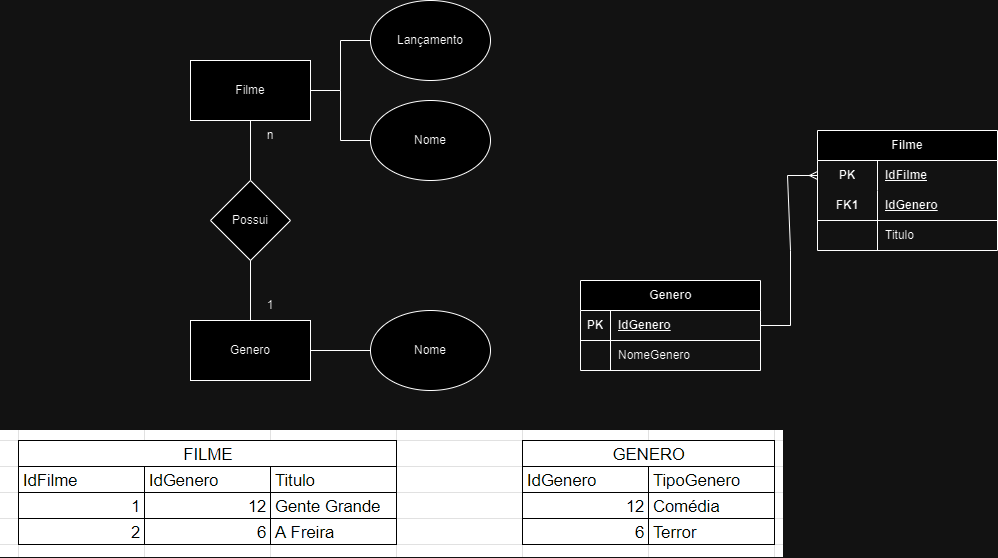 Lançamento
Filme
Nome
n
Possui
1
Genero
Nome
Filme
PK IdFilme
FK1 IdGenero
Titulo
Genero
PK IdGenero
NomeGenero
FILME
IdFilme IdGenero Titulo
1 12 Gente Grande
2 6 A Freira
GENERO
IdGenero TipoGenero
12 Comédia
6 Terror